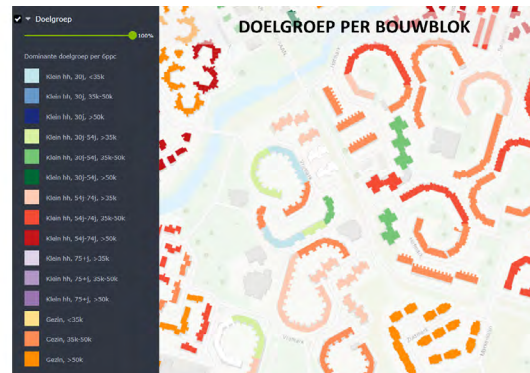 Doelgroep
100%
DOELGROEP PER BOUWBLOK
Dominante doelgroep per 6ppc
Klein hh, 30j, <35k
Klein hh, 30j, 35k-50k
Klein hh, 30j, >50k
Klein hh, 30J-54j, >35k
Klein hh, 30J-54j, 35k-50k
Klein hh, 30J-54j, >50k
Klein hh, 54j-74j, >35k
Klein hh, 54j-74j, 35k-50k
Klein hh, 54j-74j, >50k
Klein hh, 75+j, >35k
Klein hh, 75+j, 35k-50k
Klein hh, 75+j, >50k
Gezin, <35k
Gezin, 35k-50k
Gezin, >50k